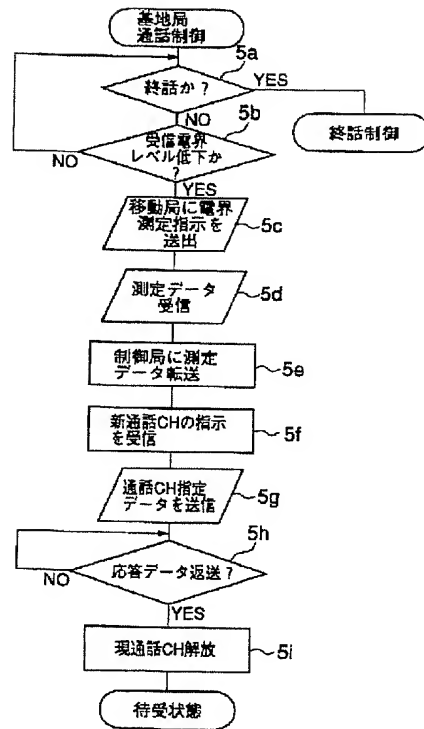 基地局
通話制御
5a
終話か?
YES
NO
5b
終話制御
受信電界
レベル低下か
?
NO
YES
移動局に電界
測定指示を
送出
5c
測定データ
受信
5d
制御局に測定
データ転送
5e
新通話CHの指示
を受信
5f
通話CH指定
データを送信
5g
5h
応答データ返送?
NO
YES
現通話CH解放
5i
待受状態